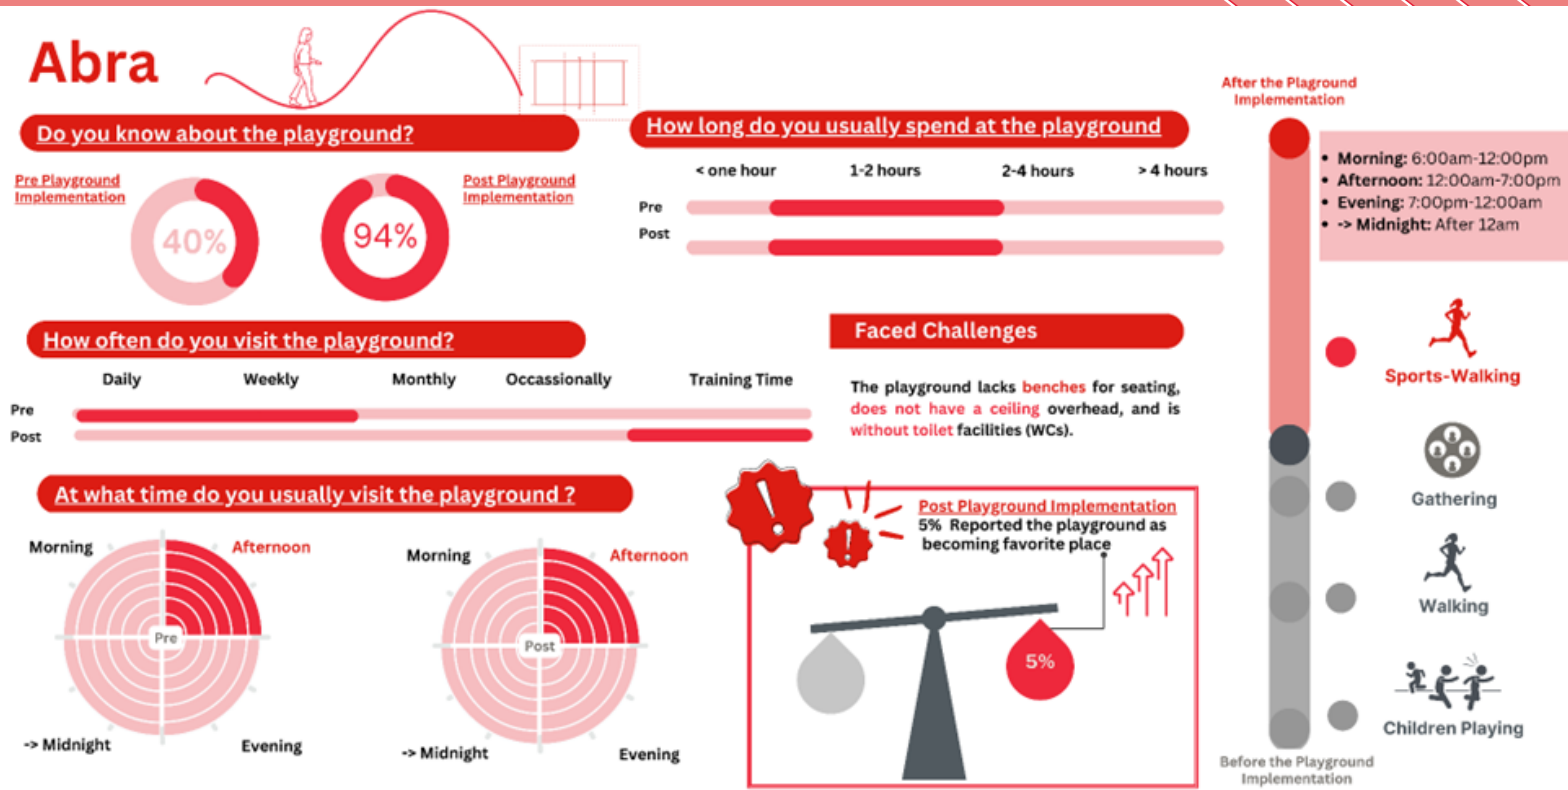 Abra
Do you know about the playground?
Pre Playground
Implementation
40%
94%
Post Playground
Implementation
How long do you usually spend at the playground
< one hour
1-2 hours
2-4 hours
> 4 hours
Pre
Post
How often do you visit the playground?
Daily
Weekly
Monthly
Occassionally
Training Time
Pre
Post
Faced Challenges
The playground lacks benches for seating,
does not have a ceiling overhead, and is
without toilet facilities (WCs).
At what time do you usually visit the playground ?
Morning
Afternoon
Pre
-> Midnight
Evening
Morning
Afternoon
Post
-> Midnight
Evening
Post Playground Implementation
5% Reported the playground as
becoming favorite place
5%
After the Plaground
Implementation
• Morning: 6:00am-12:00pm
• Afternoon: 12:00am-7:00pm
• Evening: 7:00pm-12:00am
• -> Midnight: After 12am
Sports-Walking
Gathering
Walking
Children Playing
Before the Playground
Implementation